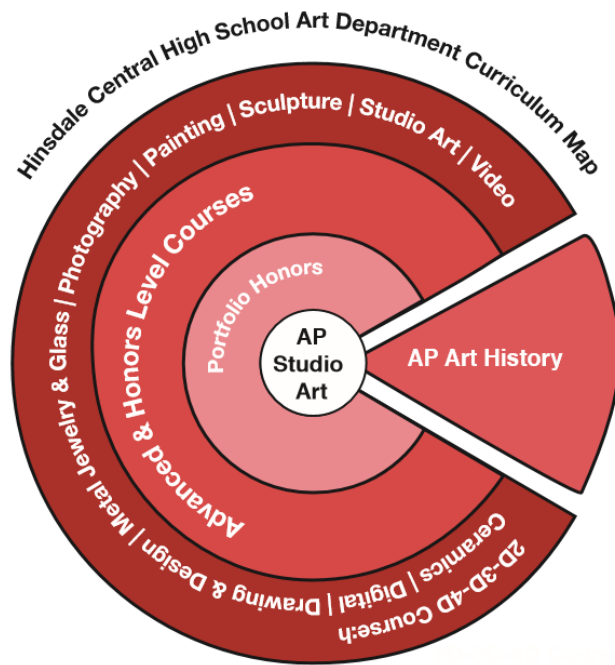 Hinsdale Central High School Art Department Curriculum Map
2D-3D-4D Course:h
Ceramics | Digital | Drawing & Design | Metal Jewelry & Glass | Photography | Painting | Sculpture | Studio Art | Video
Advanced & Honors Level Courses
Portfolio Honors
AP
Studio
Art
AP Art History